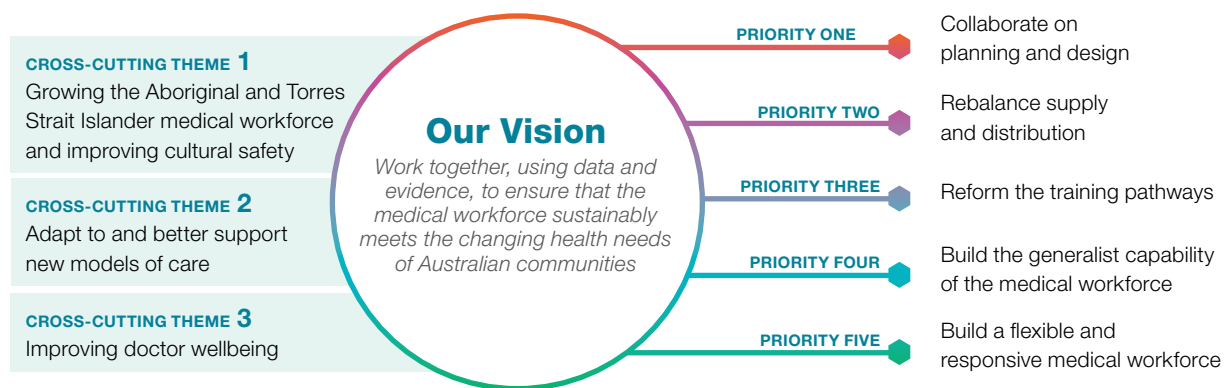 CROSS-CUTTING THEME 1
Growing the Aboriginal and Torres
Strait Islander medical workforce
and improving cultural safety
CROSS-CUTTING THEME 2
Adapt to and better support
new models of care
CROSS-CUTTING THEME 3
Improving doctor wellbeing
Our Vision
Work together, using data and
evidence, to ensure that the
medical workforce sustainably
meets the changing health needs
of Australian communities
PRIORITY ONE
Collaborate on
planning and design
PRIORITY TWO
Rebalance supply
and distribution
PRIORITY THREE
Reform the training pathways
PRIORITY FOUR
Build the generalist capability
of the medical workforce
PRIORITY FIVE
Build a flexible and
responsive medical workforce